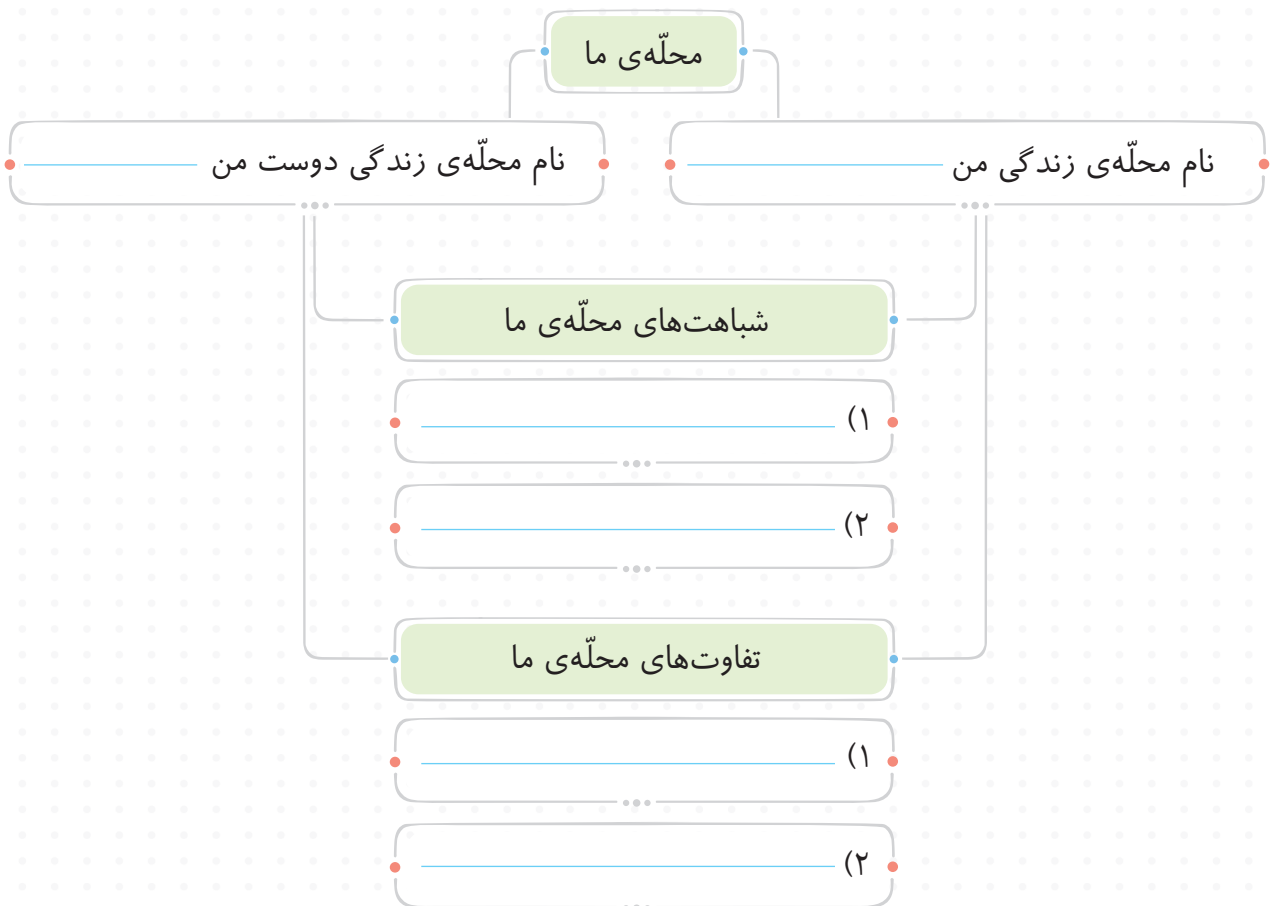 محلّه‌ی ما
نام محلّه‌ی زندگی من
نام محلّه‌ی زندگی دوست من
شباهت‌های محلّه‌ی ما
۱)
۲)
تفاوت‌های محلّه‌ی ما
۱)
۲)